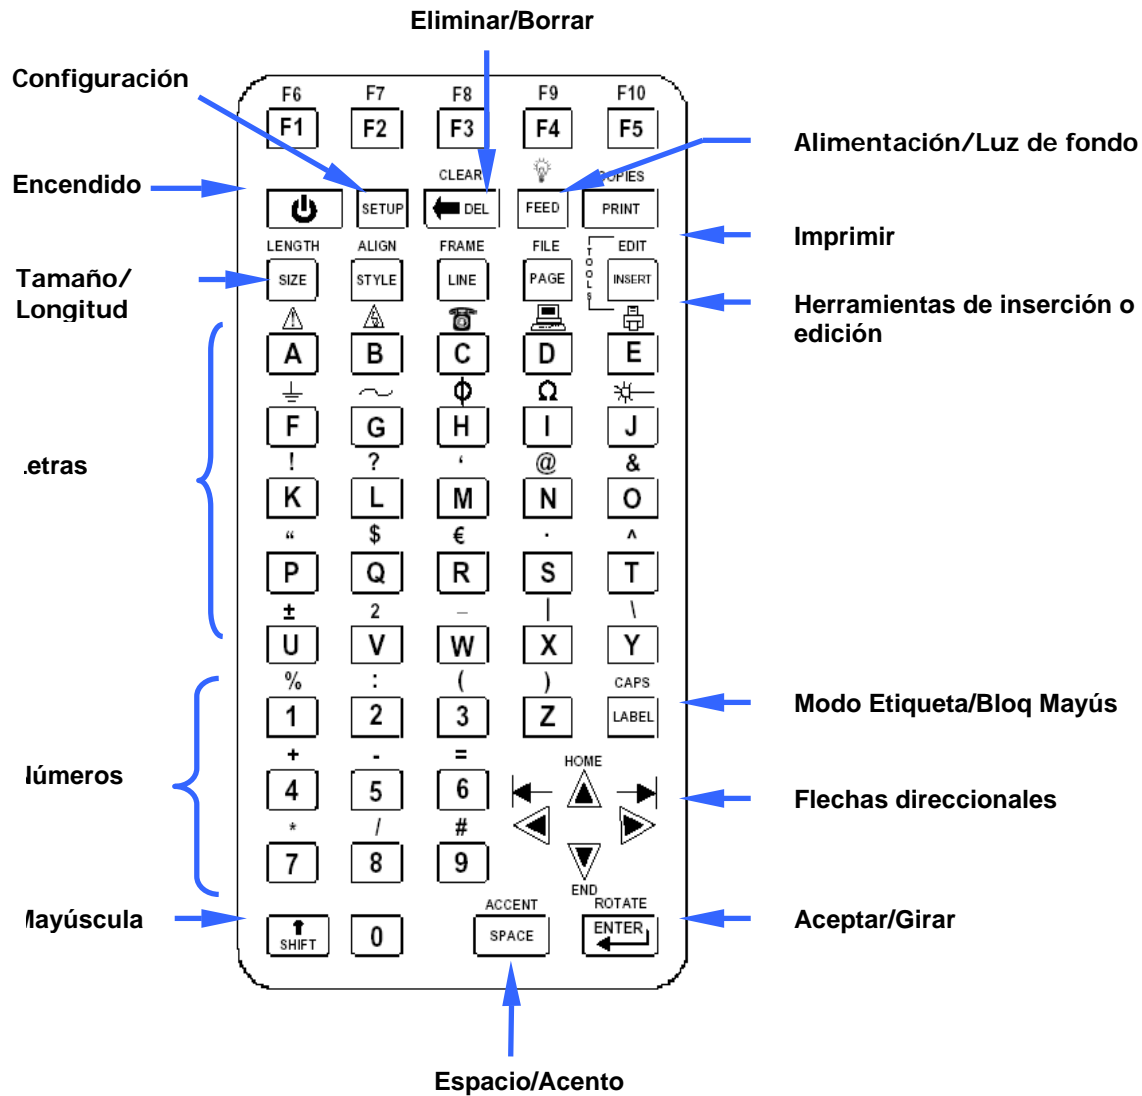 Eliminar/Borrar
Configuración
F6 F7 F8 F9 F10
F1 F2 F3 F4 F5
Alimentación/Luz de fondo
CLEAR OPIES
Encendido
SETUP DEL FEED PRINT
Imprimir
LENGTH ALIGN FRAME FILE EDIT
TOOLS
SIZE STYLE LINE PAGE INSERT
Tamaño/
Longitud
Herramientas de inserción o
edición
A B C D E
Φ Ω
F G H I J
! ? ‘ @ &
.etras
K L M N O
“ $ € · ^
P Q R S T
± 2 – | \
U V W X Y
% : ( ) CAPS
1 2 3 Z LABEL
Modo Etiqueta/Bloq Mayús
+ - = HOME
Números
4 5 6
Flechas direccionales
* / #
7 8 9
END
ACCENT ROTATE
Mayúscula
SHIFT 0 SPACE ENTER
Aceptar/Girar
Espacio/Acento